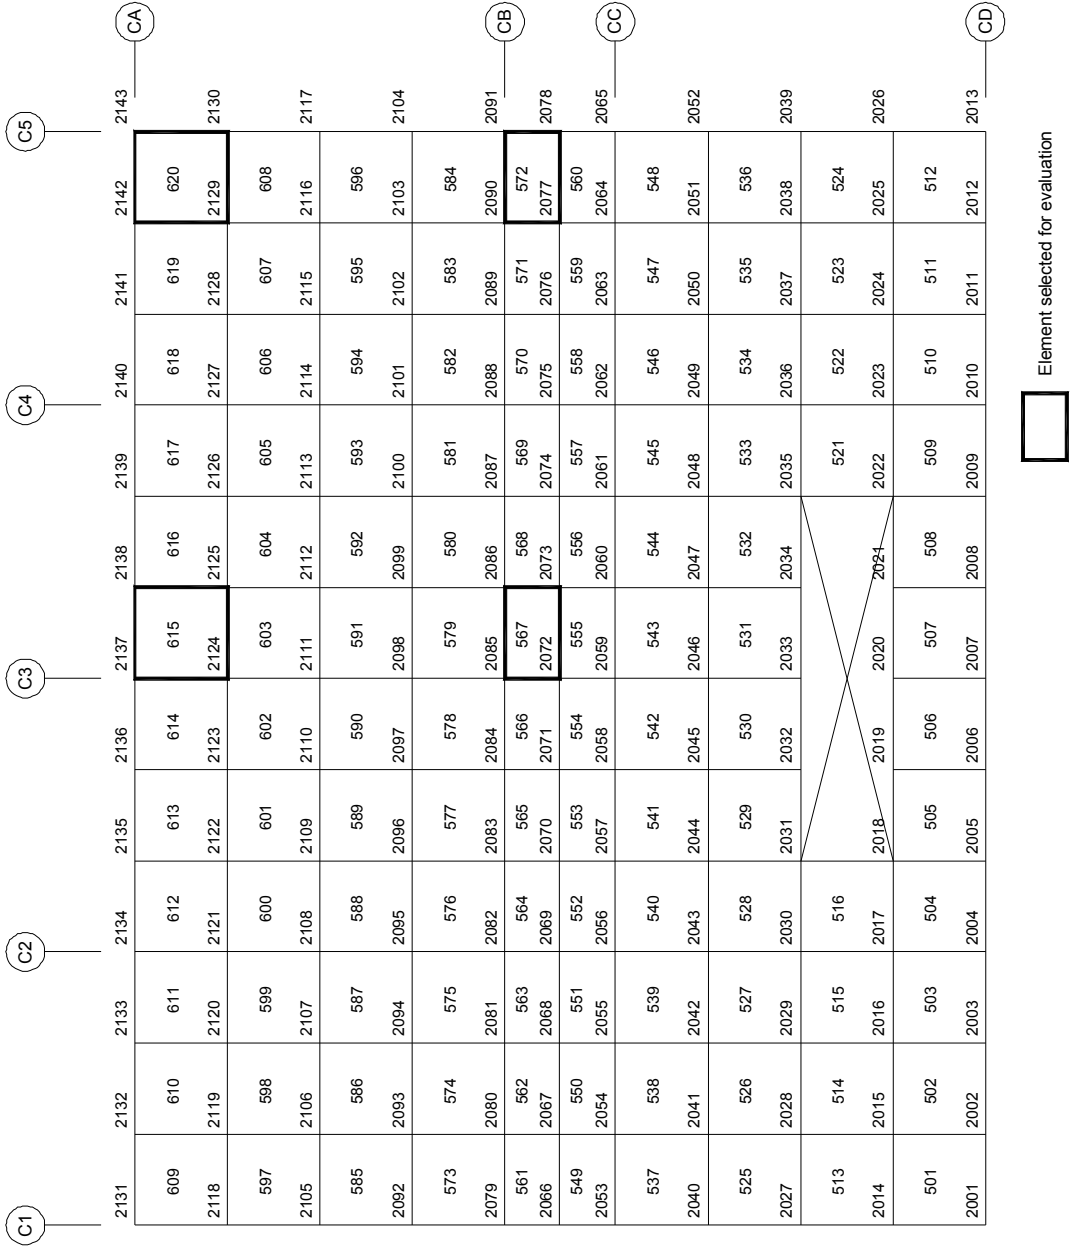 C1 C2 C3 C4 C5
2131 2132 2133 2134 2135 2136 2137 2138 2139 2140 2141 2142 2143
CA
609 610 611 612 613 614 615 616 617 618 619 620
2118 2119 2120 2121 2122 2123 2124 2125 2126 2127 2128 2129 2130
597 598 599 600 601 602 603 604 605 606 607 608
2105 2106 2107 2108 2109 2110 2111 2112 2113 2114 2115 2116 2117
585 586 587 588 589 590 591 592 593 594 595 596
2092 2093 2094 2095 2096 2097 2098 2099 2100 2101 2102 2103 2104
573 574 575 576 577 578 579 580 581 582 583 584
2079 2080 2081 2082 2083 2084 2085 2086 2087 2088 2089 2090 2091
CB
561 562 563 564 565 566 567 568 569 570 571 572
2066 2067 2068 2069 2070 2071 2072 2073 2074 2075 2076 2077 2078
549 550 551 552 553 554 555 556 557 558 559 560
2053 2054 2055 2056 2057 2058 2059 2060 2061 2062 2063 2064 2065
CC
537 538 539 540 541 542 543 544 545 546 547 548
2040 2041 2042 2043 2044 2045 2046 2047 2048 2049 2050 2051 2052
525 526 527 528 529 530 531 532 533 534 535 536
2027 2028 2029 2030 2031 2032 2033 2034 2035 2036 2037 2038 2039
513 514 515 516 521 522 523 524
2014 2015 2016 2017 2018 2019 2020 2021 2022 2023 2024 2025 2026
501 502 503 504 505 506 507 508 509 510 511 512
2001 2002 2003 2004 2005 2006 2007 2008 2009 2010 2011 2012 2013
CD
Element selected for evaluation